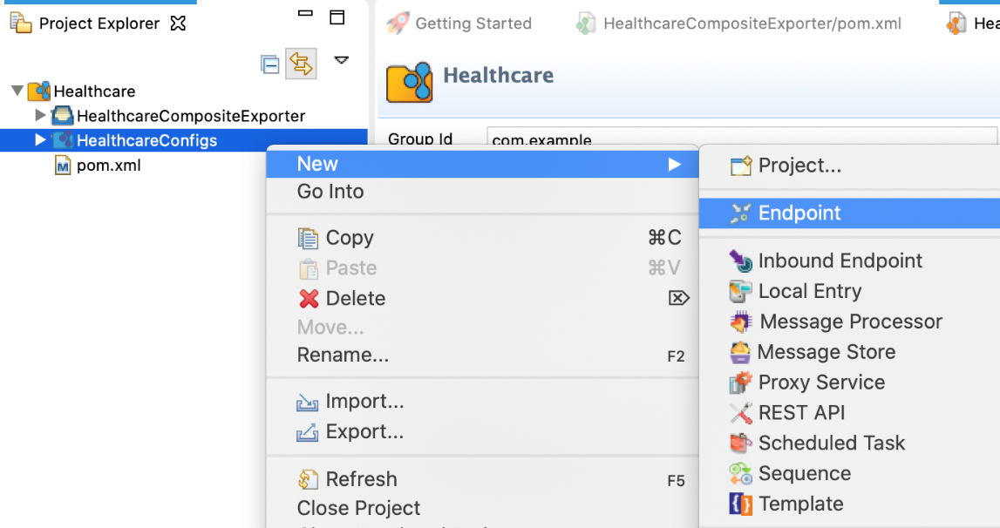 Project Explorer
Getting Started
HealthcareCompositeExporter/pom.xml
Hea
Healthcare
Healthcare
HealthcareCompositeExporter
HealthcareConfigs
pom.xml
Group Id
com.example
New
Go Into
Copy ⌘C
Paste ⌘V
Delete ⌦
Move...
Rename... F2
Import...
Export...
Refresh F5
Close Project
Project...
Endpoint
Inbound Endpoint
Local Entry
Message Processor
Message Store
Proxy Service
REST API
Scheduled Task
Sequence
Template